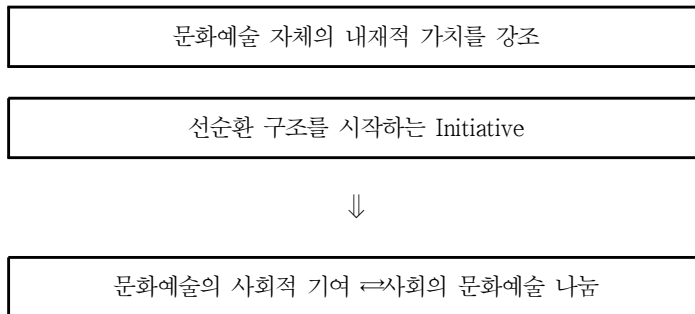 문화예술 자체의 내재적 가치를 강조
선순환 구조를 시작하는 Initiative
⇓
문화예술의 사회적 기여 ⇄사회의 문화예술 나눔